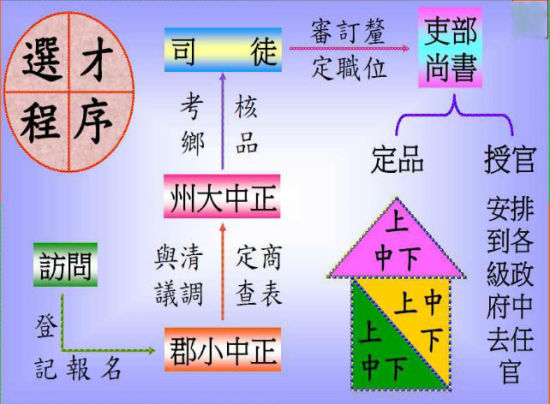 選才
程序
司 徒
審訂釐
定職位
吏部
尚書
考 核
鄉 品
州大中正
訪問
與清 定商
議調 查表
登
記報名
郡小中正
定品
授官
上
中下
上中
下
上
中下
安排
到各
級政
府中
去任
官